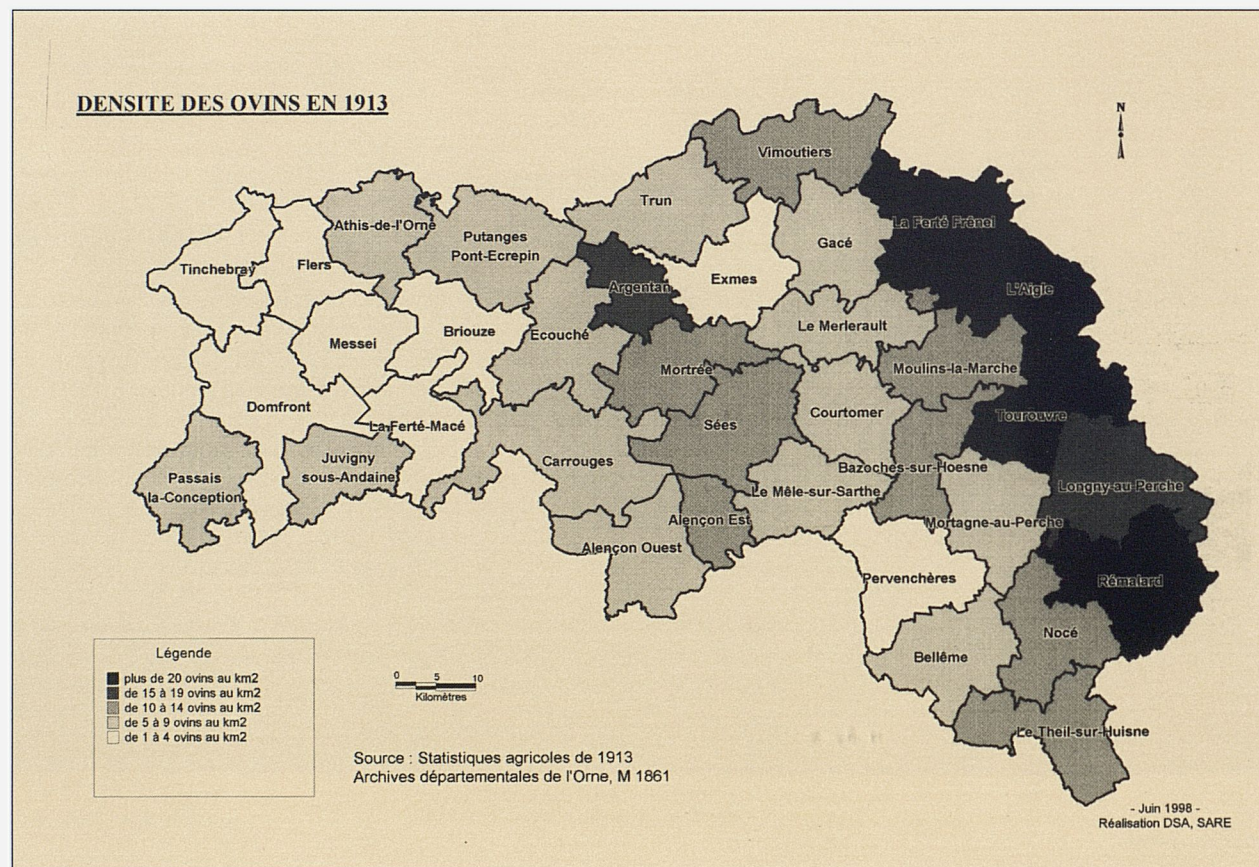 DENSITE DES OVINS EN 1913
N
Vimoutiers
Trun
La Ferté Frênel
Athis-de-l'Orne
Putanges
Pont-Ecrepin
Gacé
Tinchebray
Flers
Exmes
Argentan
L'Aigle
Le Merlerault
Briouze
Ecouché
Messei
Mortrée
Moulins-la-Marche
Domfront
Courtomer
Tourouvre
La Ferté-Macé
Sées
Juvigny
sous-Andaine
Carrouges
Bazoches-sur-Hoesne
Passais
la-Conception
Le Mêle-sur-Sarthe
Longny-au-Perche
Alençon Est
Mortagne-au-Perche
Alençon Ouest
Pervenchères
Rémalard
Nocé
Bellême
Le Theil-sur-Huisne
Légende
plus de 20 ovins au km2
de 15 à 19 ovins au km2
de 10 à 14 ovins au km2
de 5 à 9 ovins au km2
de 1 à 4 ovins au km2
0 5 10
Kilomètres
Source : Statistiques agricoles de 1913
Archives départementales de l'Orne, M 1861
- Juin 1998 -
Réalisation DSA, SARE